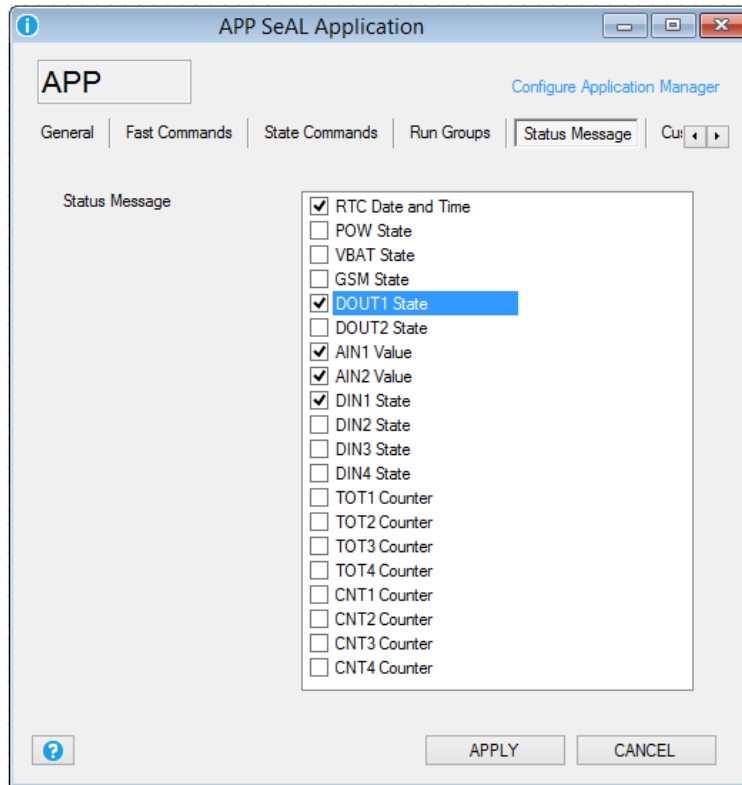 APP SeAL Application
APP
Configure Application Manager
General Fast Commands State Commands Run Groups Status Message Cu
Status Message
RTC Date and Time
POW State
VBAT State
GSM State
DOUT1 State
DOUT2 State
AIN1 Value
AIN2 Value
DIN1 State
DIN2 State
DIN3 State
DIN4 State
TOT1 Counter
TOT2 Counter
TOT3 Counter
TOT4 Counter
CNT1 Counter
CNT2 Counter
CNT3 Counter
CNT4 Counter
APPLY CANCEL